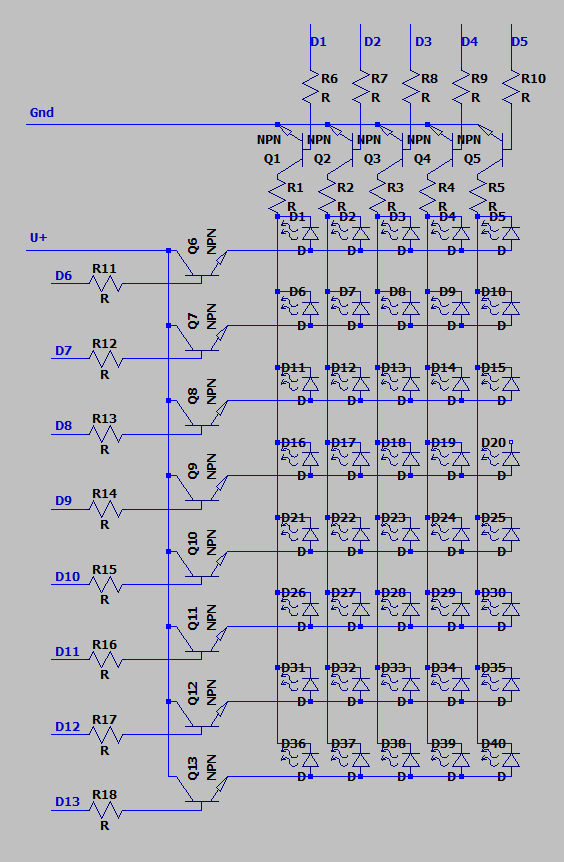 D1 D2 D3 D4 D5
R6 R7 R8 R9 R10
R R R R R
Gnd
NPN NPN NPN NPN NPN
Q1 Q2 Q3 Q4 Q5
R1 R2 R3 R4 R5
R R R R R
D1 D2 D3 D4 D5
U+
Q6 NPN
D D D D D
D6 R11
R
D6 D7 D8 D9 D10
Q7 NPN
D D D D D
D7 R12
R
D11 D12 D13 D14 D15
Q8 NPN
D D D D D
D8 R13
R
D16 D17 D18 D19 D20
Q9 NPN
D D D D D
D9 R14
R
D21 D22 D23 D24 D25
Q10 NPN
D D D D D
D10 R15
R
D26 D27 D28 D29 D30
Q11 NPN
D D D D D
D11 R16
R
D31 D32 D33 D34 D35
Q12 NPN
D D D D D
D12 R17
R
D36 D37 D38 D39 D40
Q13 NPN
D D D D D
D13 R18
R